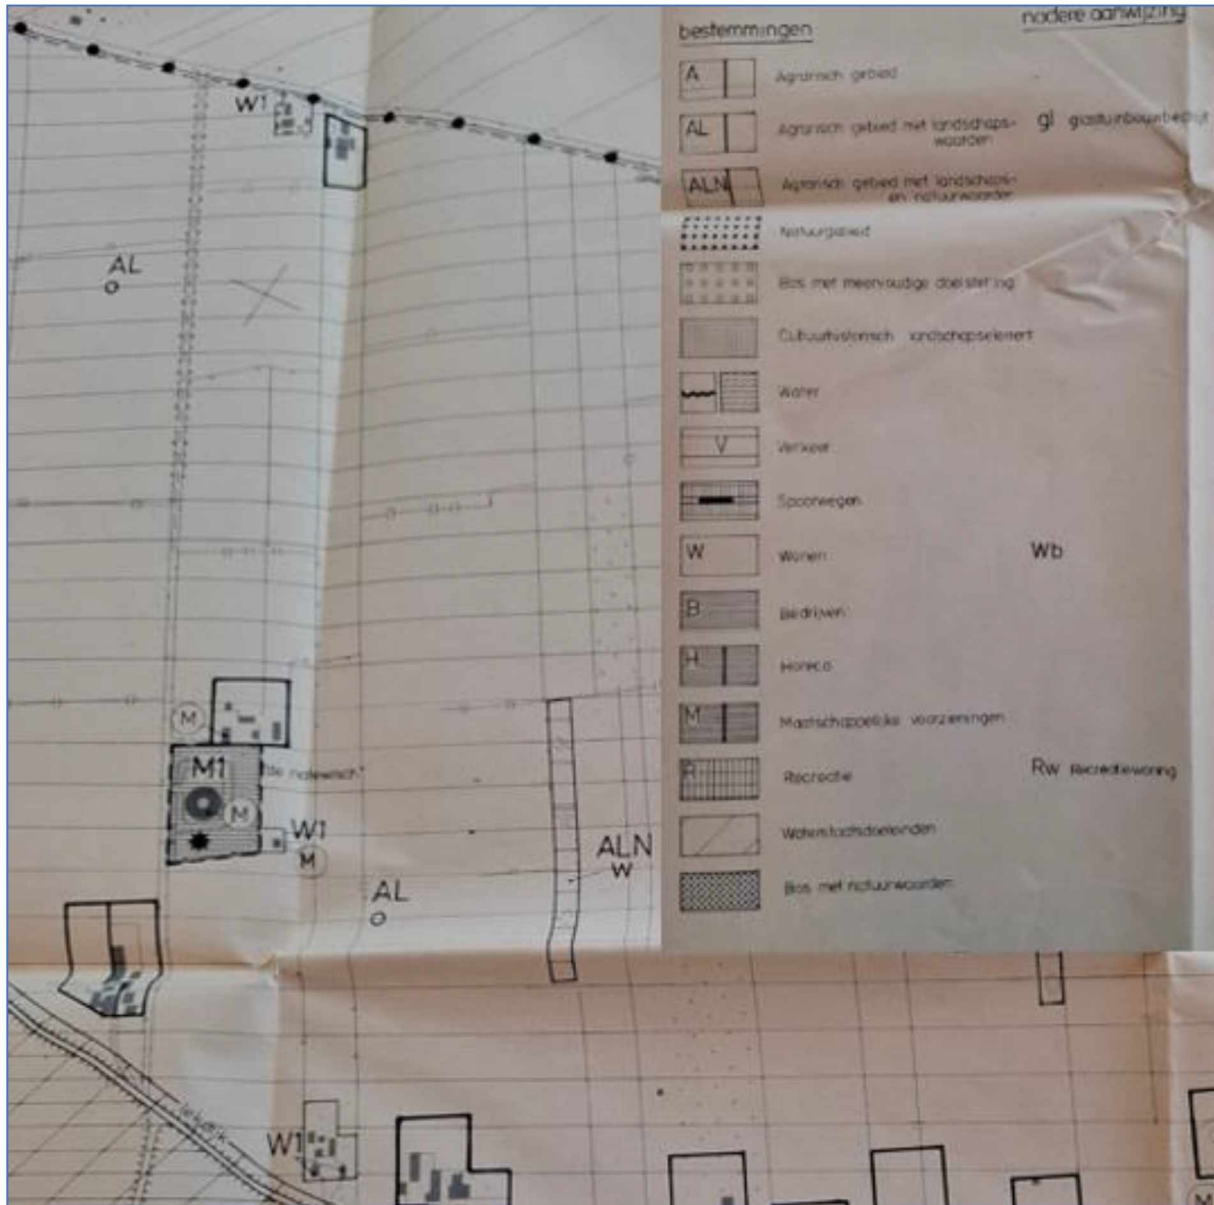 bestemmingen
nadere aanwijzing
A Agrarisch gebied
AL Agrarisch gebied met landschaps-
waarden
gl glastuinbouwbedrijf
ALN Agrarisch gebied met landschaps-
en natuurwaarden
Natuurgebied
Bos met meervoudige doelstelling
Cultuurhistorisch landschapselement
Water
V Verkeer
Spoorwegen
W Wonen
Wb
B Bedrijven
H Horeca
M Maatschappelijke voorzieningen
R Recreatie
Rw Recreatiewoning
Waterstaatsdoeleinden
Bos met natuurwaarden
W1
AL
M
M1
M
W1
M
ALN
W
AL
W1
M